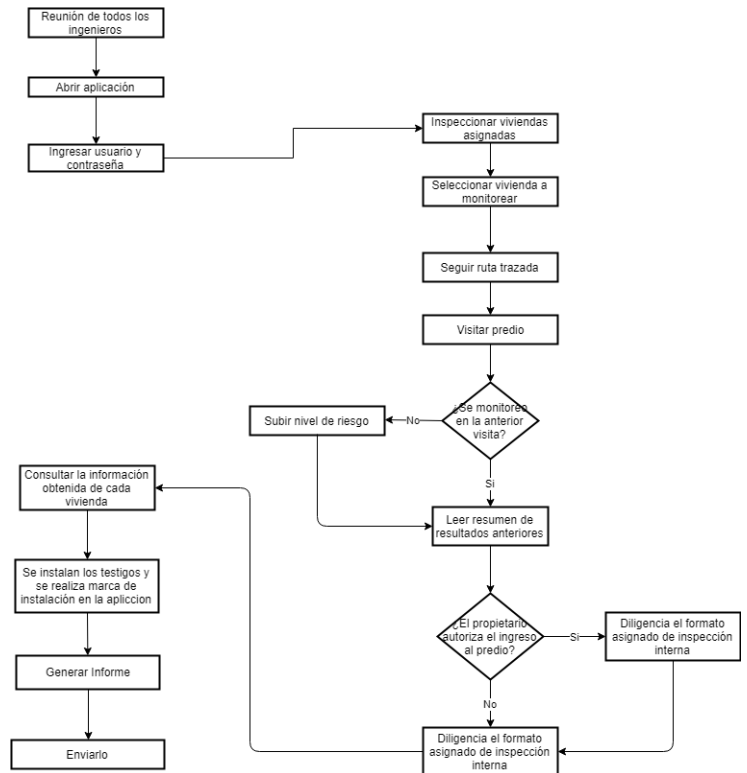 Reunión de todos los
ingenieros
Abrir aplicación
Ingresar usuario y
contraseña
Inspeccionar viviendas
asignadas
Seleccionar vivienda a
monitorear
Seguir ruta trazada
Visitar predio
¿Se monitoreo
en la anterior
visita?
No
Subir nivel de riesgo
Si
Leer resumen de
resultados anteriores
¿El propietario
autoriza el ingreso
al predio?
Si
Diligencia el formato
asignado de inspección
interna
No
Diligencia el formato
asignado de inspección
interna
Consultar la información
obtenida de cada
vivienda
Se instalan los testigos y
se realiza marca de
instalación en la apliccion
Generar Informe
Enviarlo